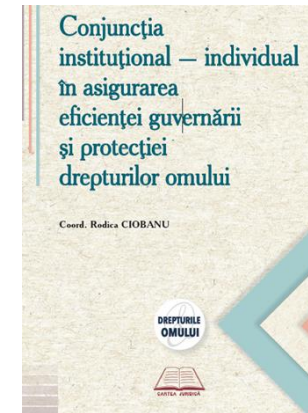 Conjuncția
instituțional — individual
în asigurarea
eficienței guvernării
și protecției
drepturilor omului
Coord. Rodica CIOBANU
DREPTURILE
OMULUI
CARTEA JURIDICĂ